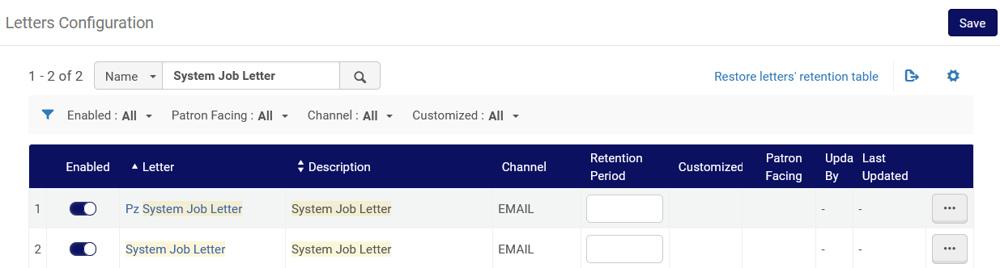 Letters Configuration
Save
1 - 2 of 2 Name System Job Letter Restore letters' retention table
Enabled : All Patron Facing : All Channel : All Customized : All
Enabled Letter Description Channel Retention Period Customized Patron Facing Upda By Last Updated
1 Pz System Job Letter System Job Letter EMAIL - -
2 System Job Letter System Job Letter EMAIL - -